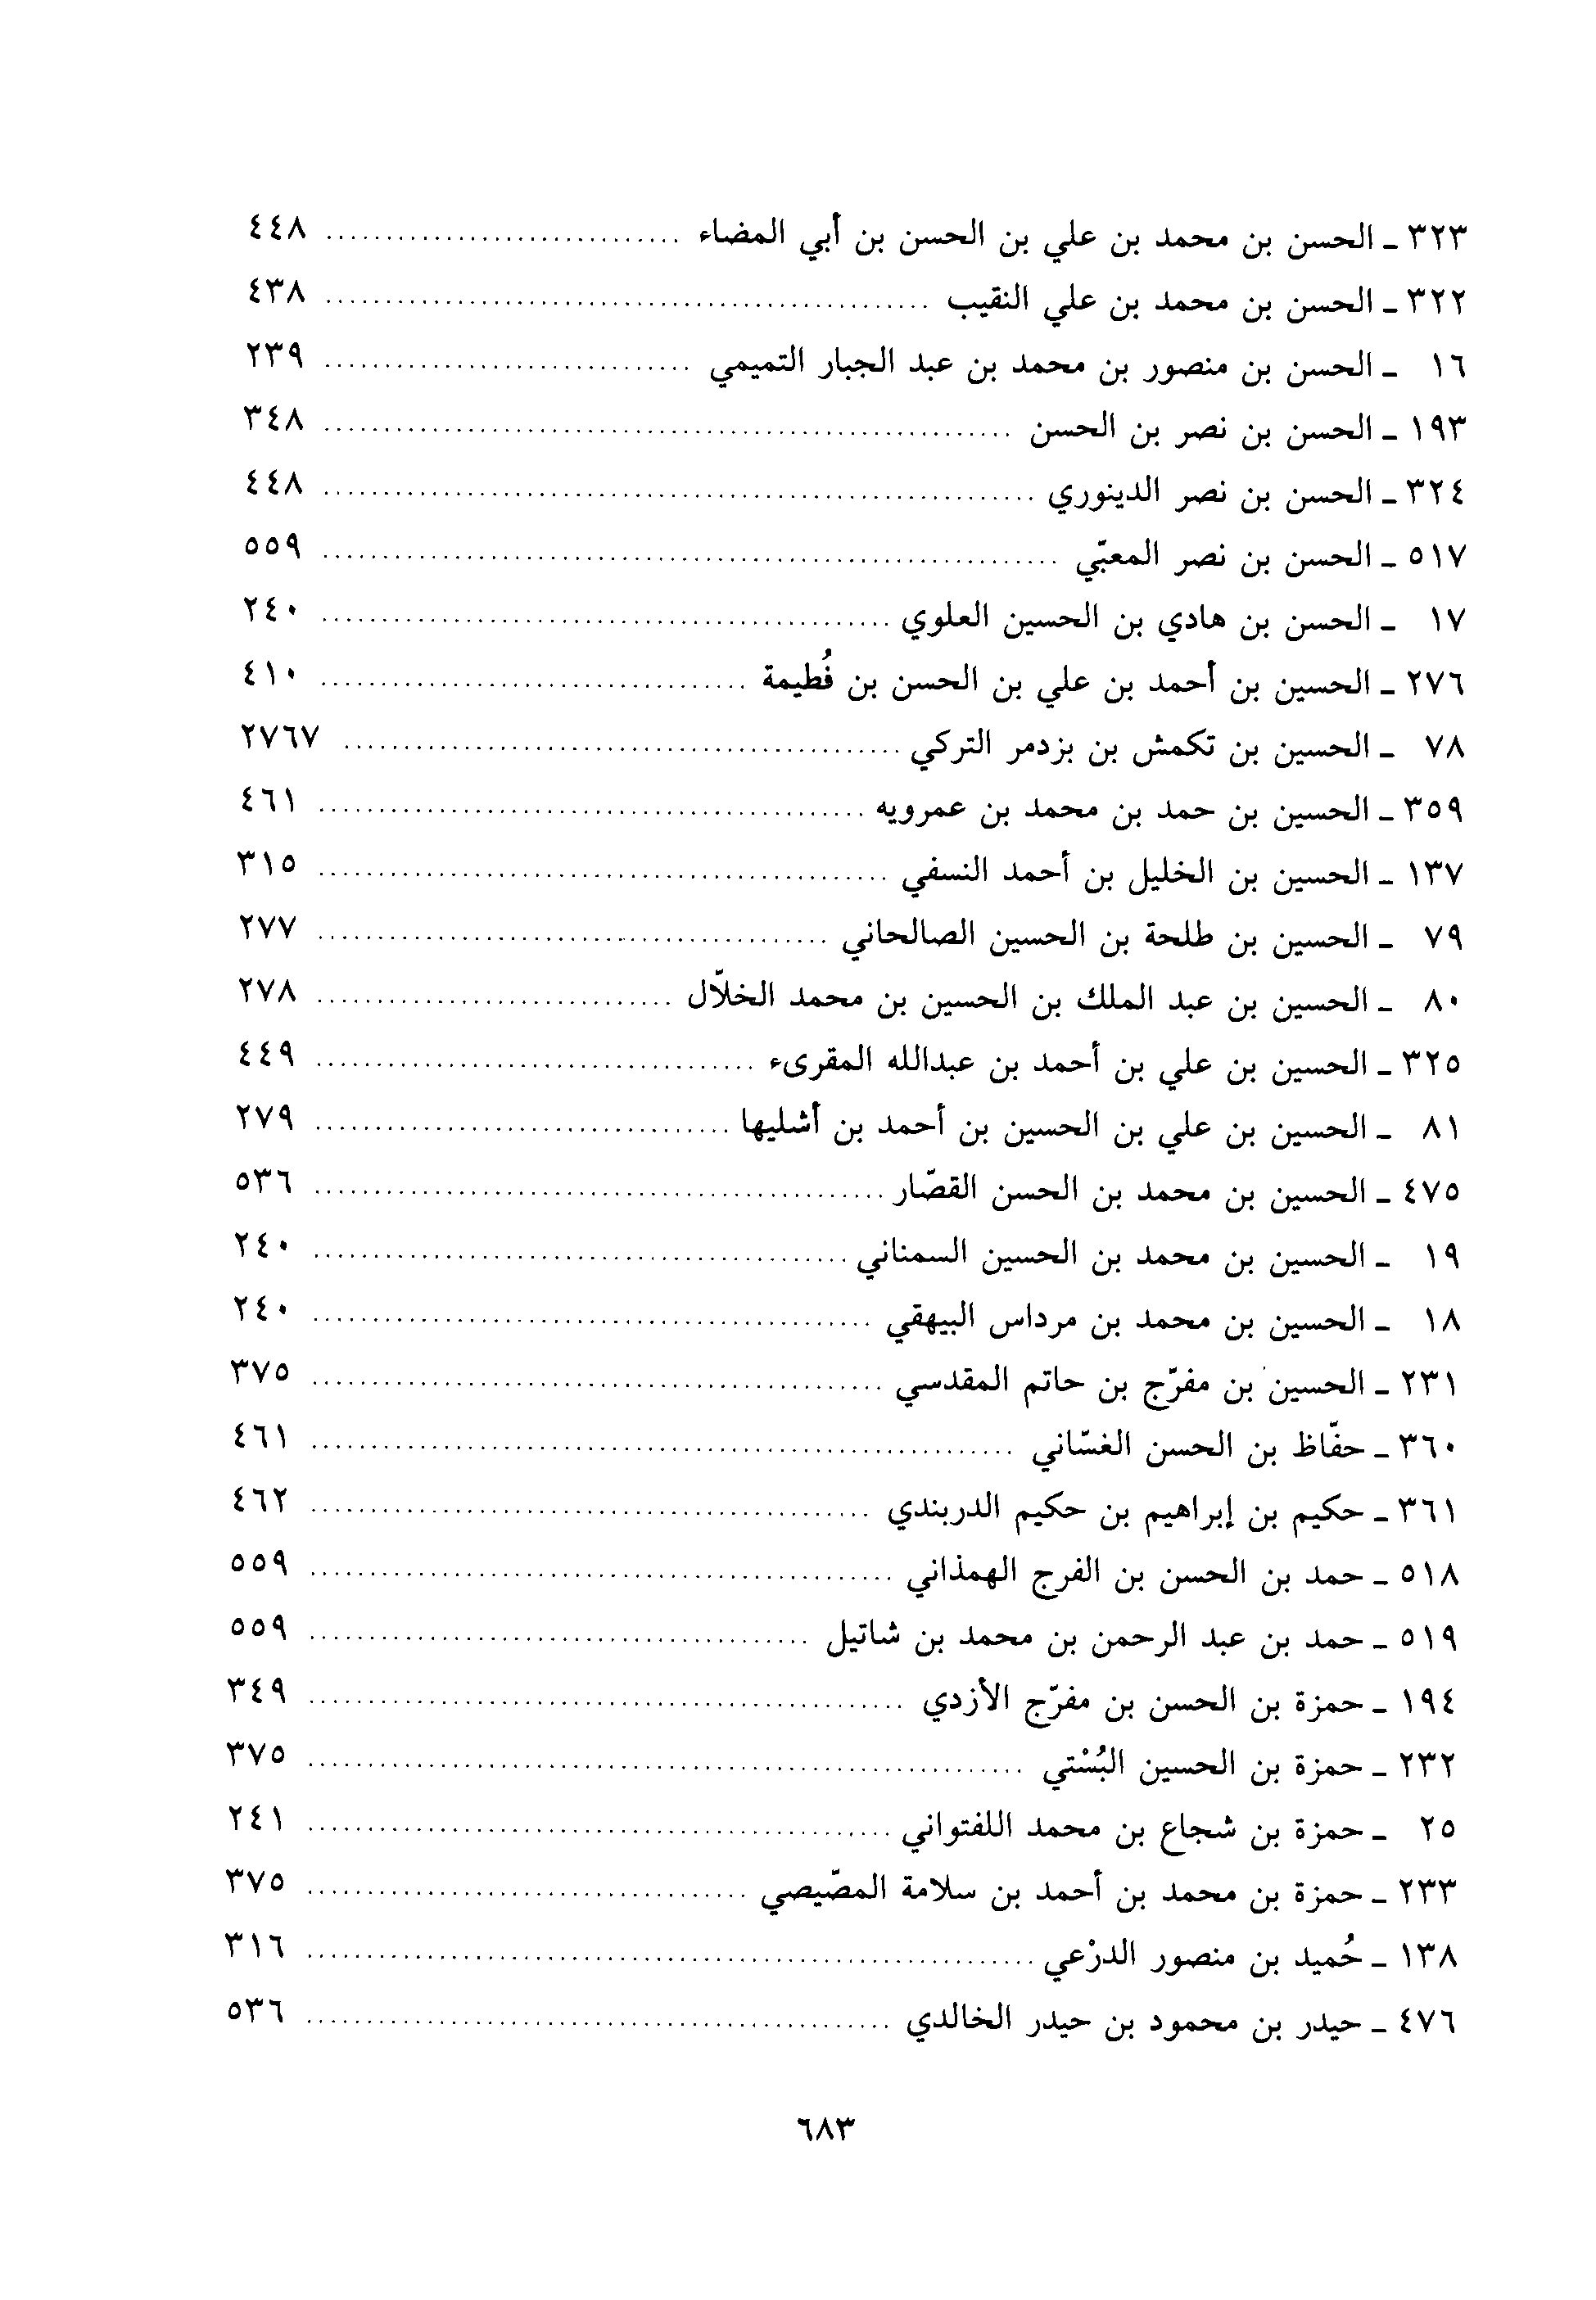 ٣٢٣ ـ الحسن بن محمد بن علي بن الحسن بن أبي المضاء ........ ٤٤٨
٣٢٢ ـ الحسن بن محمد بن علي النقيب ........ ٤٣٨
١٦ ـ الحسن بن منصور بن محمد بن عبد الجبار التميمي ........ ٢٣٩
١٩٣ ـ الحسن بن نصر بن الحسن ........ ٣٤٨
٣٢٤ ـ الحسن بن نصر الدينوري ........ ٤٤٨
٥١٧ ـ الحسن بن نصر المعبّي ........ ٥٥٩
١٧ ـ الحسن بن هادي بن الحسين العلوي ........ ٢٤٠
٢٧٦ ـ الحسين بن أحمد بن علي بن الحسن بن فُطيمة ........ ٤١٠
٧٨ ـ الحسين بن تكمش بن بزدمر التركي ........ ٢٧٦٧
٣٥٩ ـ الحسين بن حمد بن محمد بن عمرويه ........ ٤٦١
١٣٧ ـ الحسين بن الخليل بن أحمد النسفي ........ ٣١٥
٧٩ ـ الحسين بن طلحة بن الحسين الصالحاني ........ ٢٧٧
٨٠ ـ الحسين بن عبد الملك بن الحسين بن محمد الخلاّل ........ ٢٧٨
٣٢٥ ـ الحسين بن علي بن أحمد بن عبدالله المقرىء ........ ٤٤٩
٨١ ـ الحسين بن علي بن الحسين بن أحمد بن أشليها ........ ٢٧٩
٤٧٥ ـ الحسين بن محمد بن الحسن القصّار ........ ٥٣٦
١٩ ـ الحسين بن محمد بن الحسين السمناني ........ ٢٤٠
١٨ ـ الحسين بن محمد بن مرداس البيهقي ........ ٢٤٠
٢٣١ ـ الحسين بن مفرّج بن حاتم المقدسي ........ ٣٧٥
٣٦٠ ـ حفّاظ بن الحسن الغسّاني ........ ٤٦١
٣٦١ ـ حكيم بن إبراهيم بن حكيم الدربندي ........ ٤٦٢
٥١٨ ـ حمد بن الحسن بن الفرج الهمذاني ........ ٥٥٩
٥١٩ ـ حمد بن عبد الرحمن بن محمد بن شاتيل ........ ٥٥٩
١٩٤ ـ حمزة بن الحسن بن مفرّج الأزدي ........ ٣٤٩
٢٣٢ ـ حمزة بن الحسين البُسْتي ........ ٣٧٥
٢٥ ـ حمزة بن شجاع بن محمد اللفتواني ........ ٢٤١
٢٣٣ ـ حمزة بن محمد بن أحمد بن سلامة المصّيصي ........ ٣٧٥
١٣٨ ـ حُميد بن منصور الدرْعي ........ ٣١٦
٤٧٦ ـ حيدر بن محمود بن حيدر الخالدي ........ ٥٣٦
٦٨٣